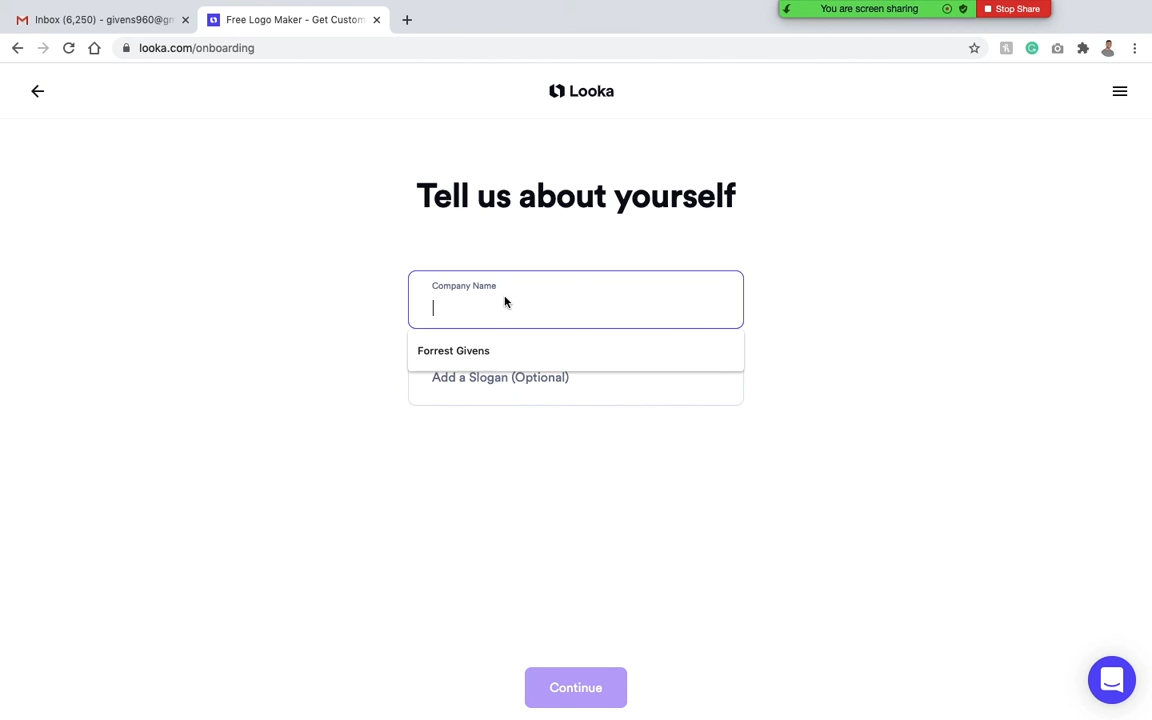 Inbox (6,250) - givens960@gm
Free Logo Maker - Get Custom
You are screen sharing
Stop Share
looka.com/onboarding
Looka
Tell us about yourself
Company Name
Forrest Givens
Add a Slogan (Optional)
Continue